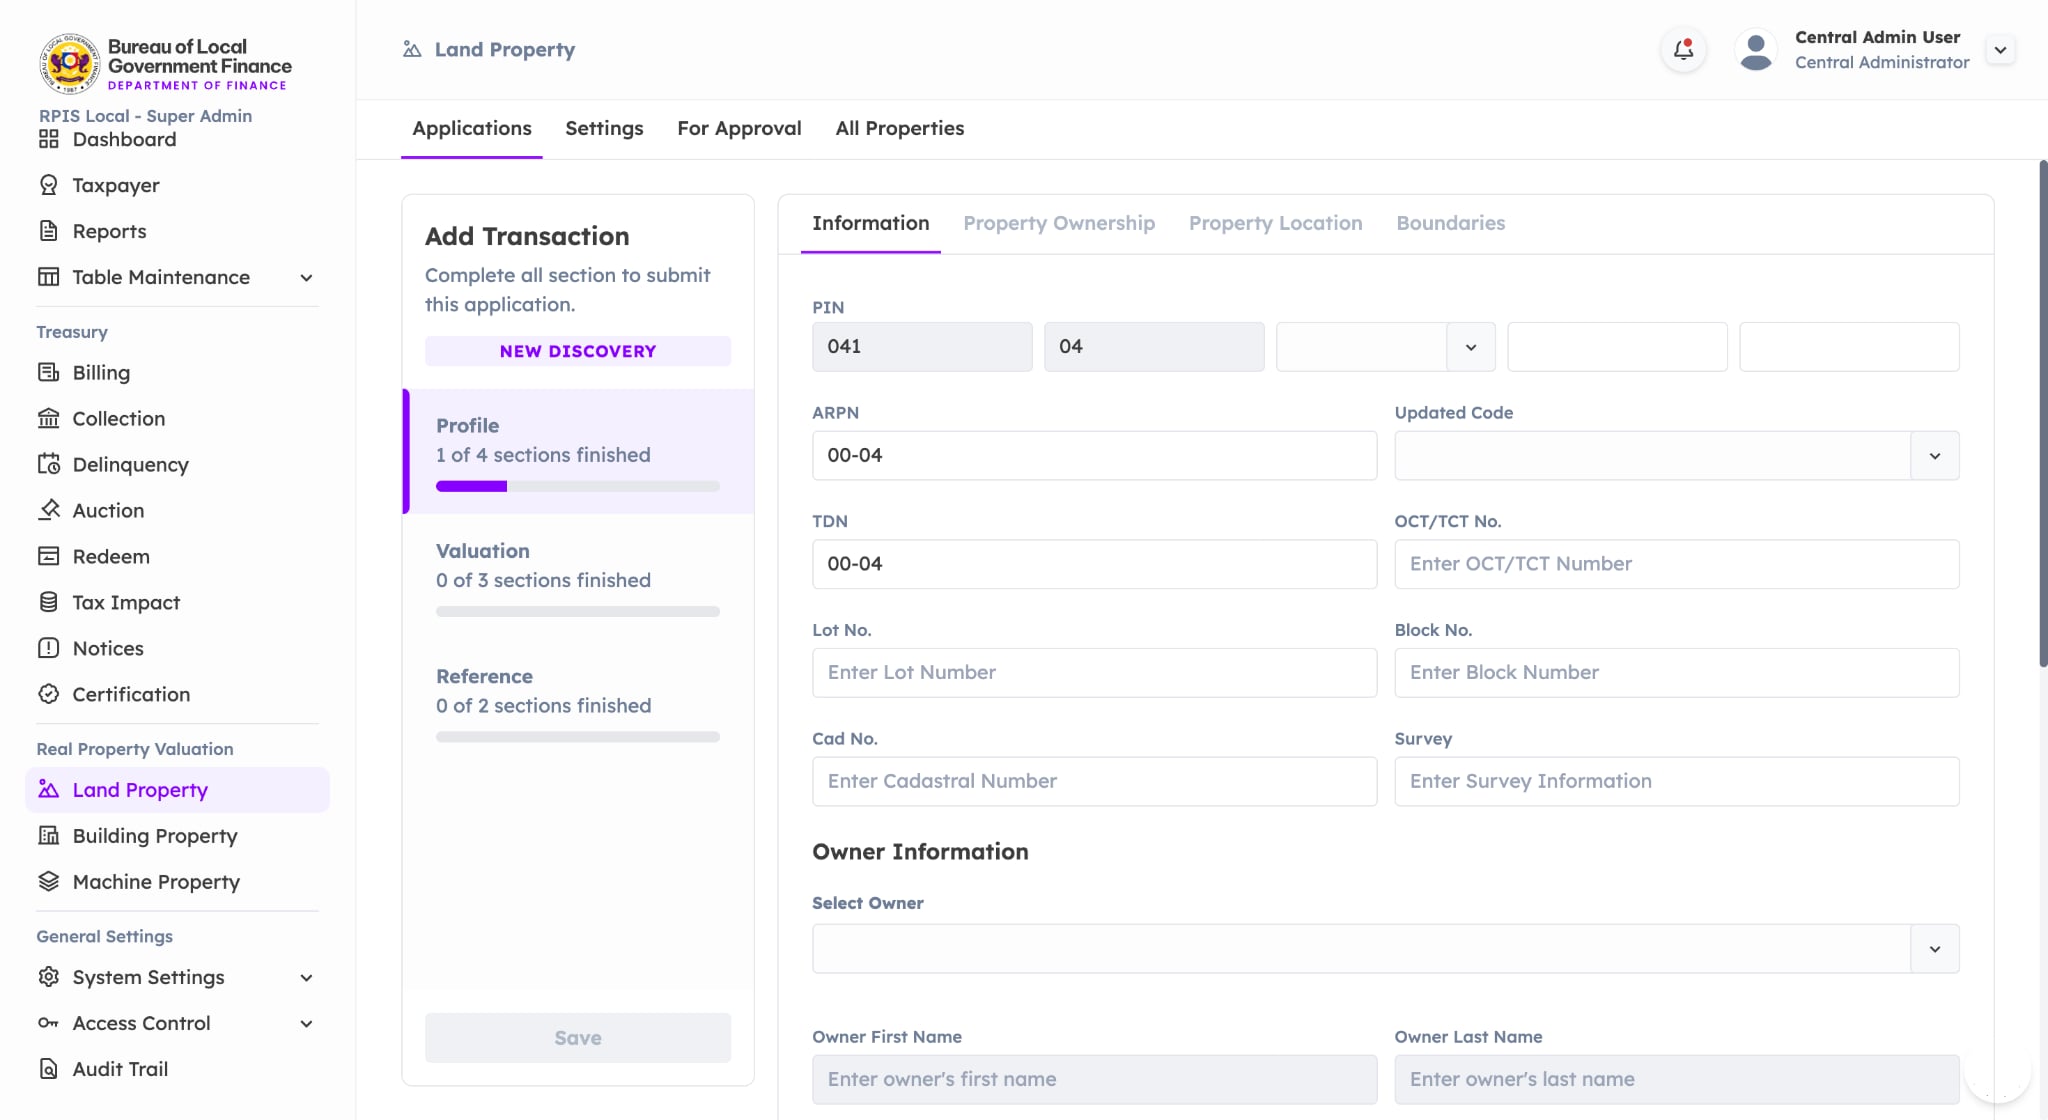 Bureau of Local
Government Finance
DEPARTMENT OF FINANCE
RPIS Local - Super Admin
Dashboard
Taxpayer
Reports
Table Maintenance
Treasury
Billing
Collection
Delinquency
Auction
Redeem
Tax Impact
Notices
Certification
Real Property Valuation
Land Property
Building Property
Machine Property
General Settings
System Settings
Access Control
Audit Trail
Land Property
Central Admin User
Central Administrator
Applications Settings For Approval All Properties
Add Transaction
Complete all section to submit
this application.
NEW DISCOVERY
Profile
1 of 4 sections finished
Valuation
0 of 3 sections finished
Reference
0 of 2 sections finished
Save
Information Property Ownership Property Location Boundaries
PIN
041 04
ARPN Updated Code
00-04
TDN OCT/TCT No.
00-04 Enter OCT/TCT Number
Lot No. Block No.
Enter Lot Number Enter Block Number
Cad No. Survey
Enter Cadastral Number Enter Survey Information
Owner Information
Select Owner
Owner First Name Owner Last Name
Enter owner's first name Enter owner's last name